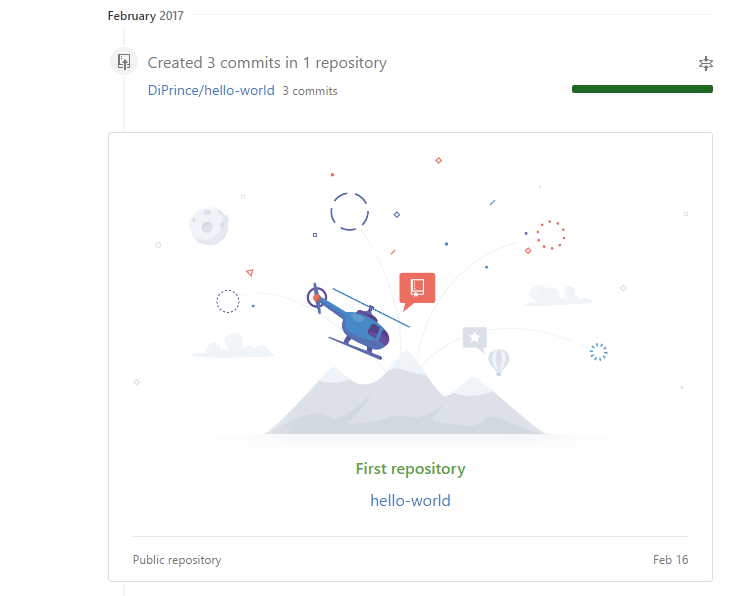 February 2017
Created 3 commits in 1 repository
DiPrince/hello-world 3 commits
First repository
hello-world
Public repository Feb 16